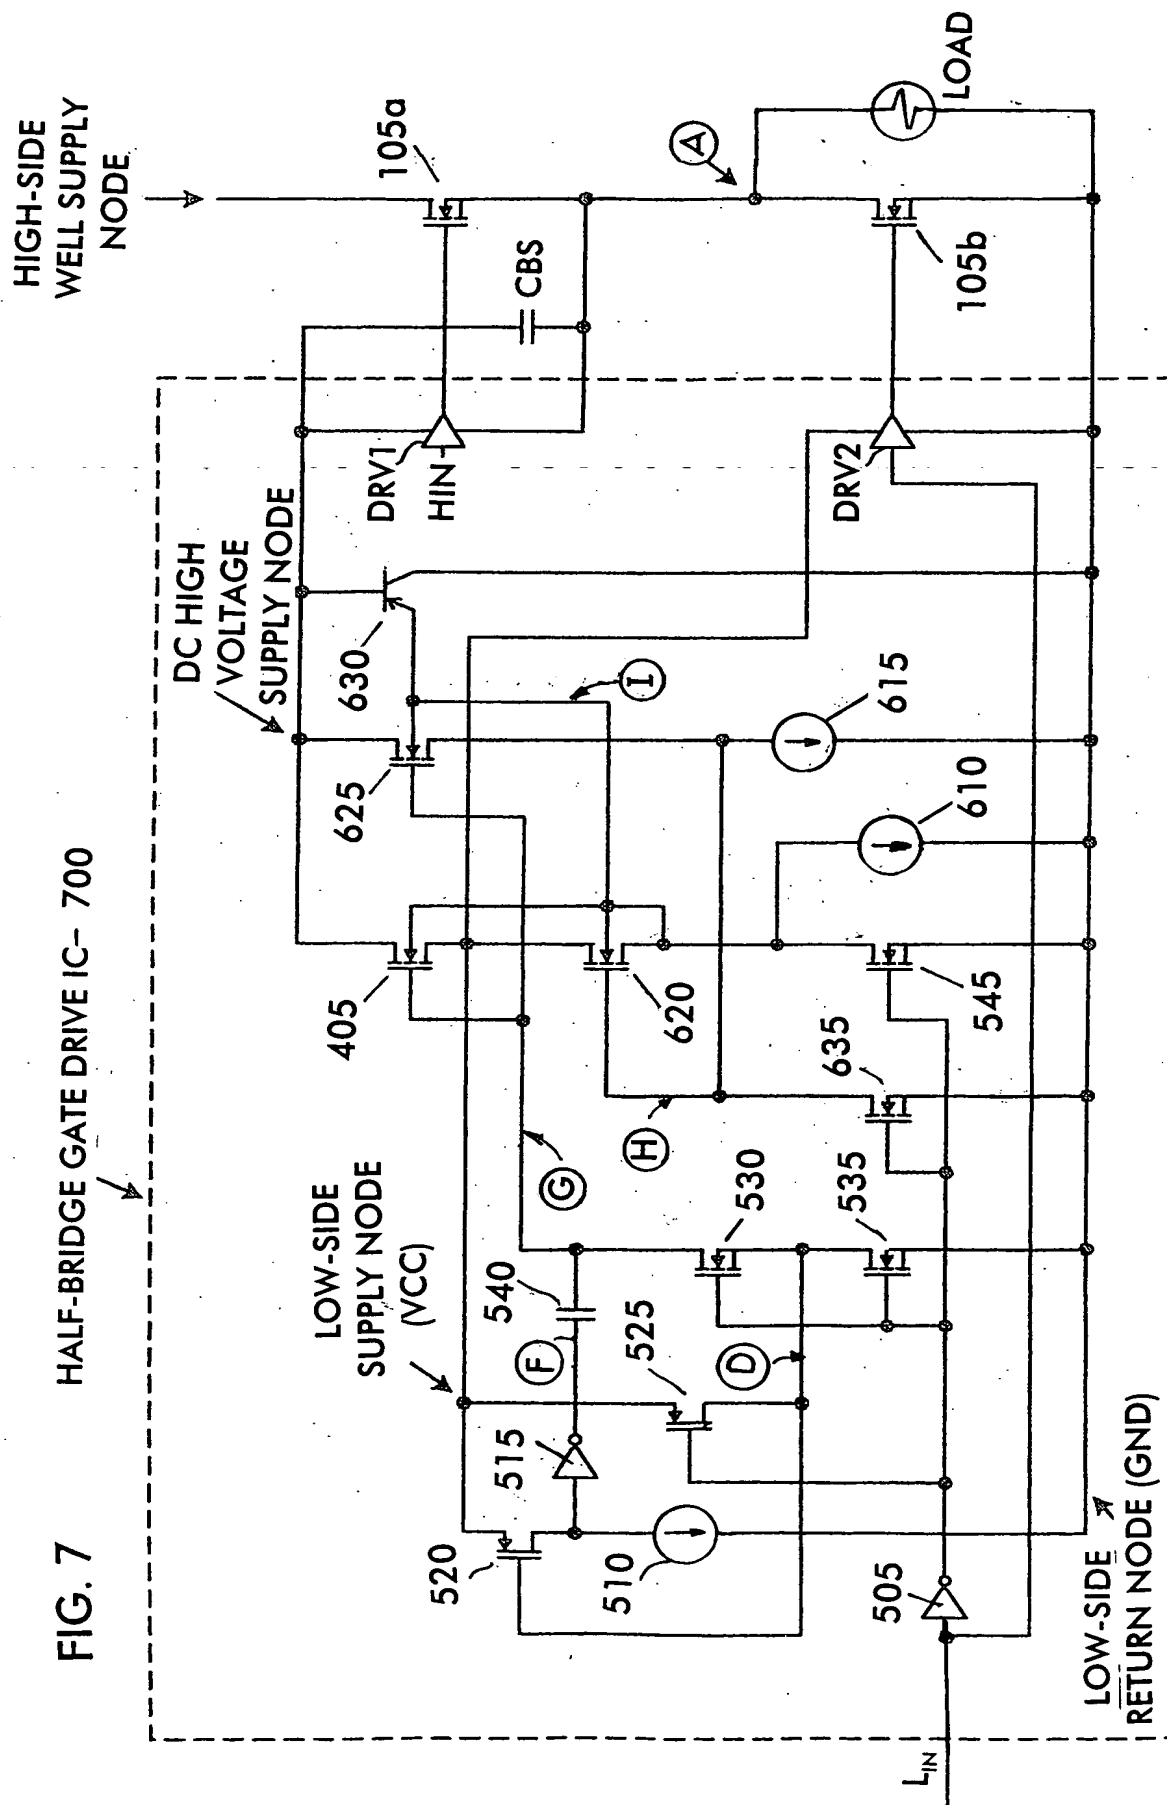 FIG. 7
HALF-BRIDGE GATE DRIVE IC- 700
HIGH-SIDE
WELL SUPPLY
NODE
DC HIGH
VOLTAGE
SUPPLY NODE
LOW-SIDE
SUPPLY NODE
(VCC)
105a
CBS
DRV1
HIN
A
LOAD
105b
DRV2
630
I
615
625
610
405
620
545
635
H
G
530
535
540
F
525
D
515
520
510
505
LOW-SIDE
RETURN NODE (GND)
LIN